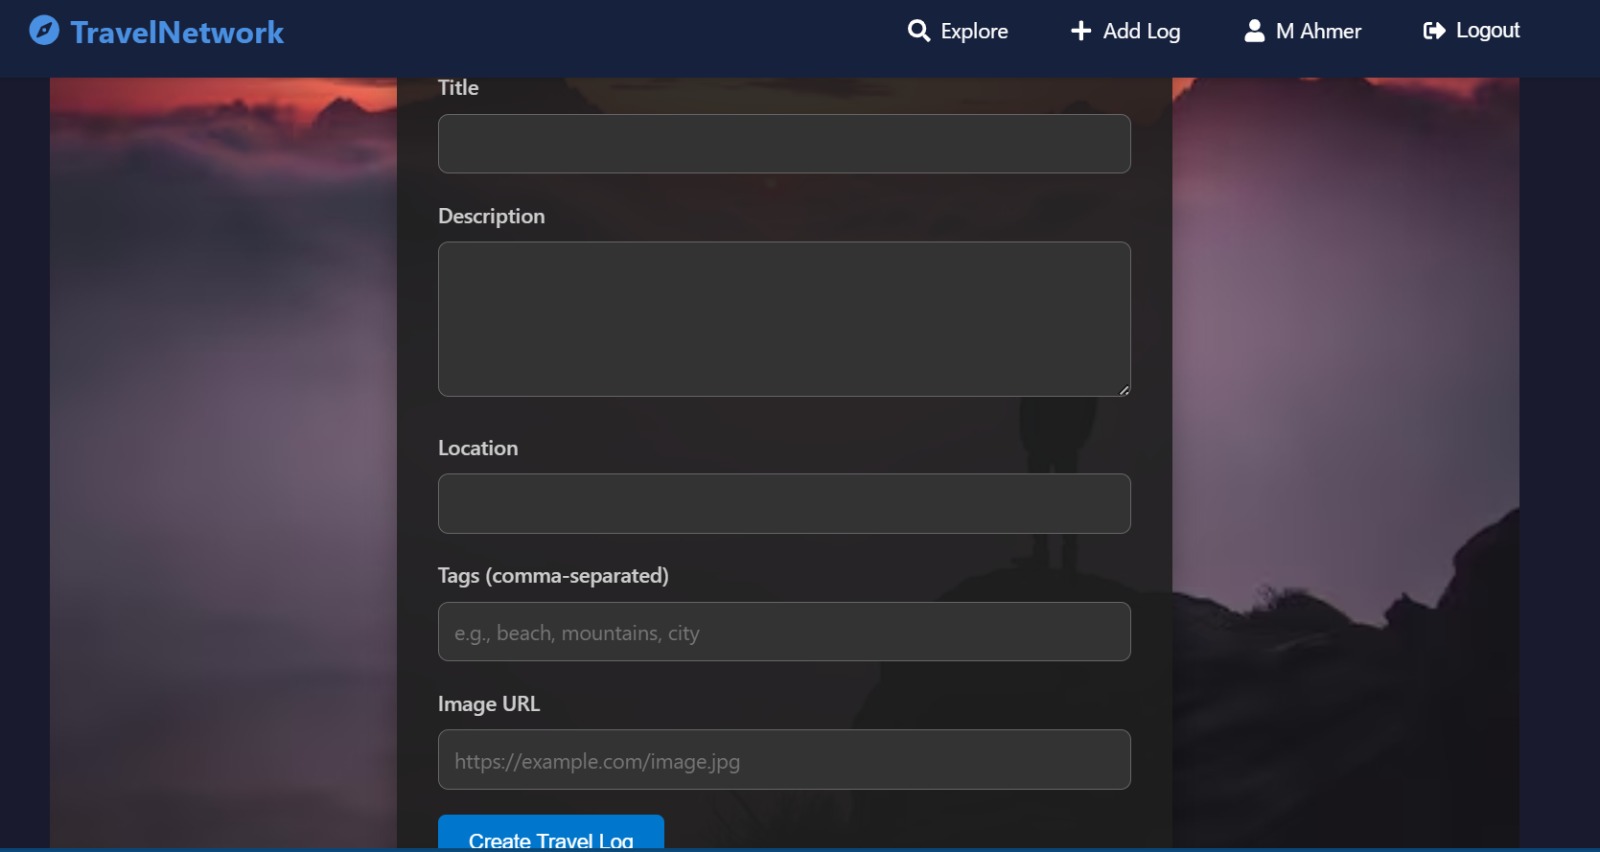 TravelNetwork
Explore
Add Log
M Ahmer
Logout
Title
Description
Location
Tags (comma-separated)
e.g., beach, mountains, city
Image URL
https://example.com/image.jpg
Create Travel Log